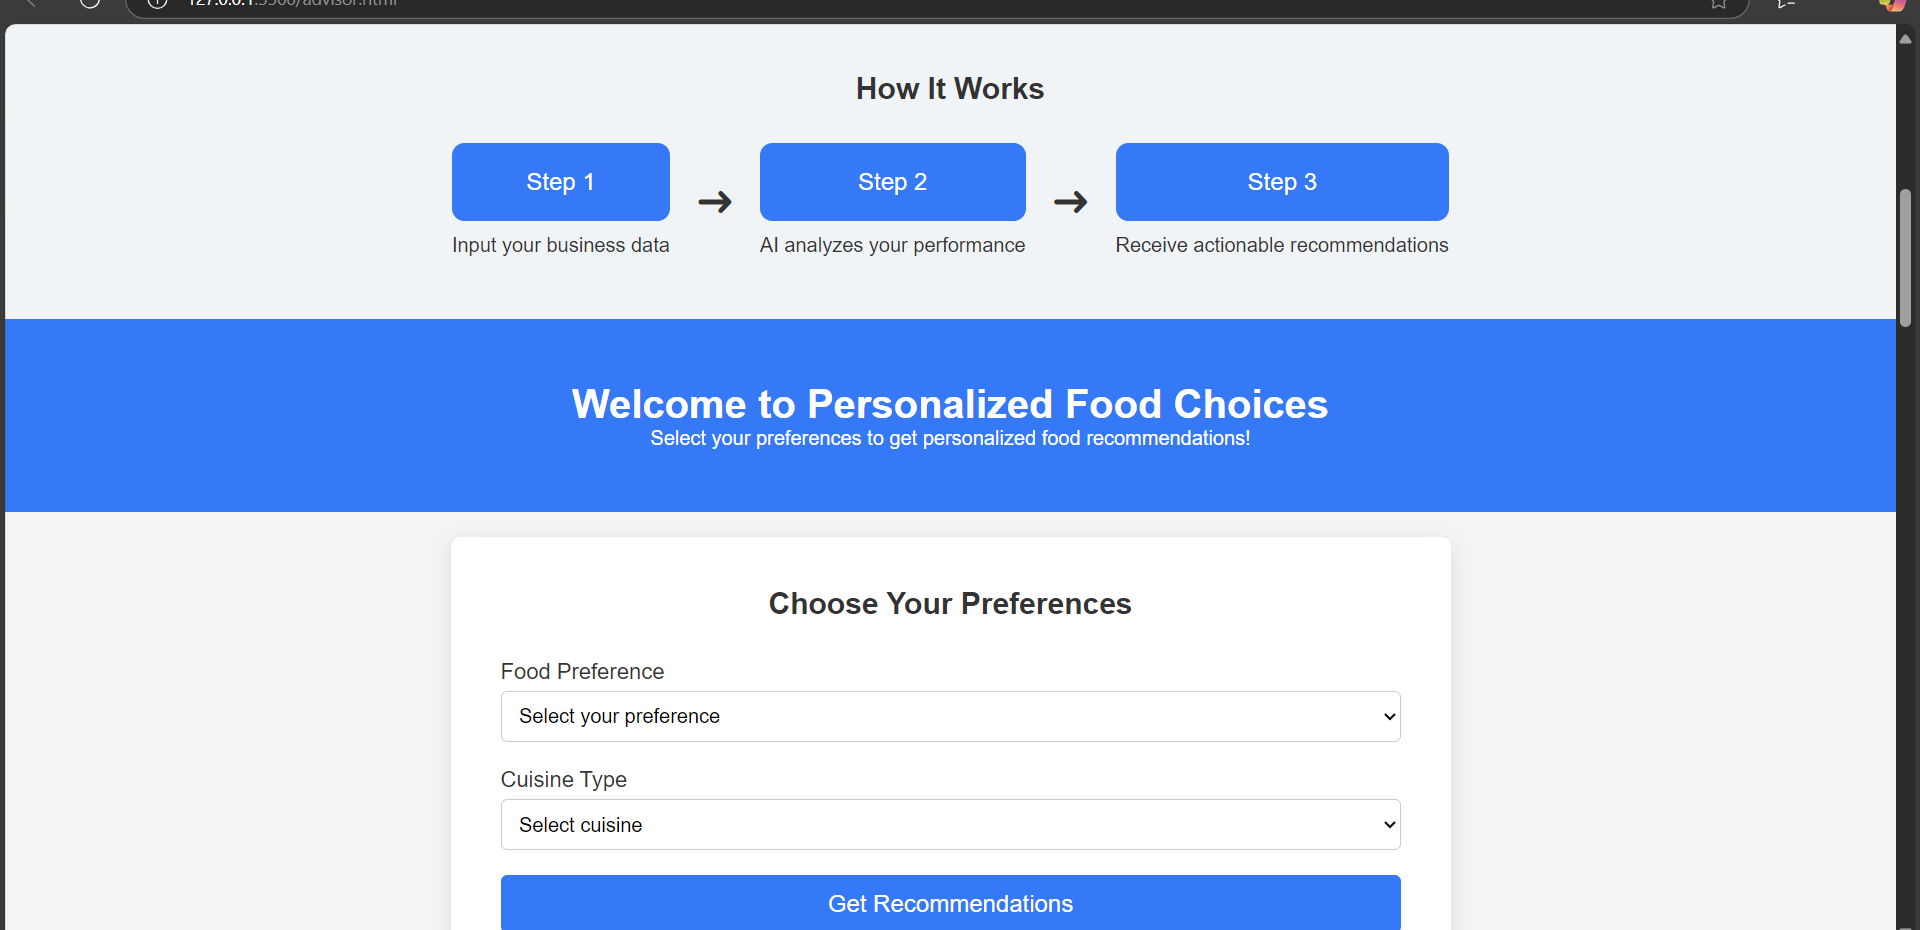 127.0.0.1:5500/advisor.html
How It Works
Step 1
Step 2
Step 3
Input your business data
AI analyzes your performance
Receive actionable recommendations
Welcome to Personalized Food Choices
Select your preferences to get personalized food recommendations!
Choose Your Preferences
Food Preference
Select your preference
Cuisine Type
Select cuisine
Get Recommendations